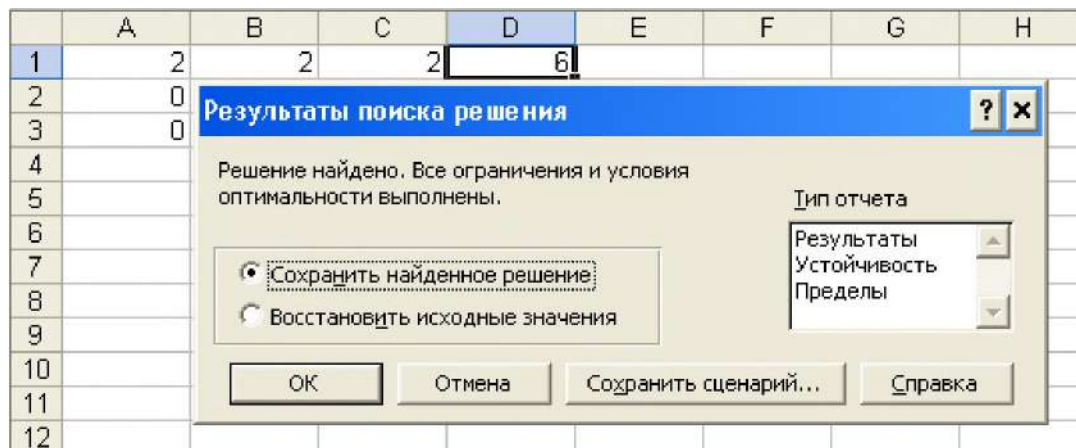 A B C D E F G H
1 2 2 2 6
2 0
3 0
4
5
6
7
8
9
10
11
12
Результаты поиска решения ? ×
Решение найдено. Все ограничения и условия
оптимальности выполнены.
Тип отчета
Результаты
Устойчивость
Пределы
Сохранить найденное решение
Восстановить исходные значения
ОК Отмена Сохранить сценарий... Справка